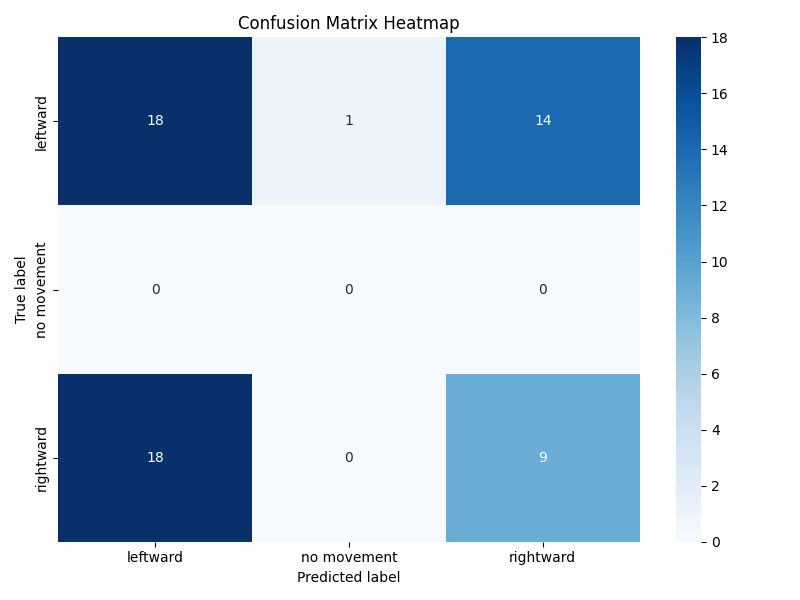 Confusion Matrix Heatmap
True label
leftward
no movement
rightward
18 1 14
0 0 0
18 0 9
leftward no movement rightward
Predicted label
18
16
14
12
10
8
6
4
2
0